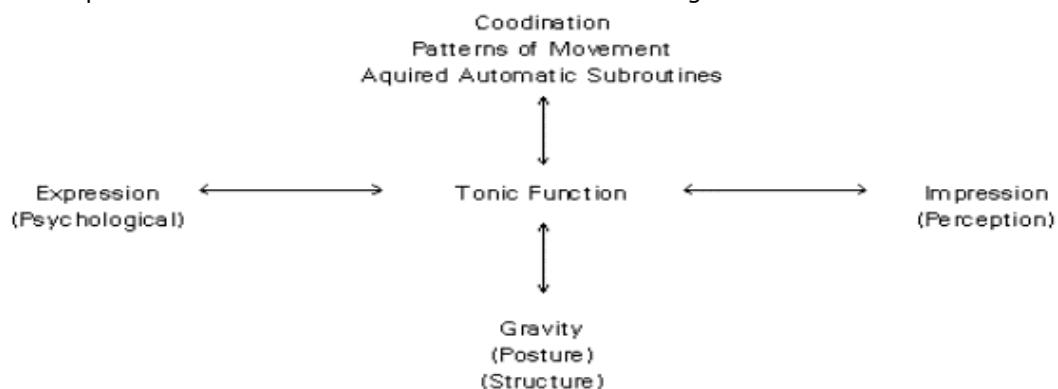 Coodination
Patterns of Movement
Aquired Automatic Subroutines
Expression
(Psychological)
Tonic Function
Impression
(Perception)
Gravity
(Posture)
(Structure)